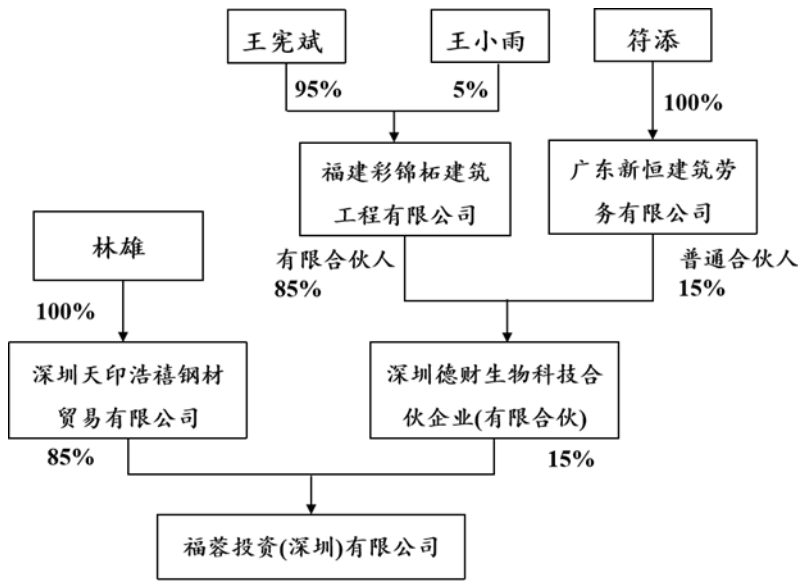 王宪斌
王小雨
符添
95%
5%
100%
福建彩锦柘建筑
工程有限公司
广东新恒建筑劳
务有限公司
林雄
有限合伙人
85%
普通合伙人
15%
100%
深圳天印浩禧钢材
贸易有限公司
深圳德财生物科技合
伙企业(有限合伙)
85%
15%
福蓉投资(深圳)有限公司